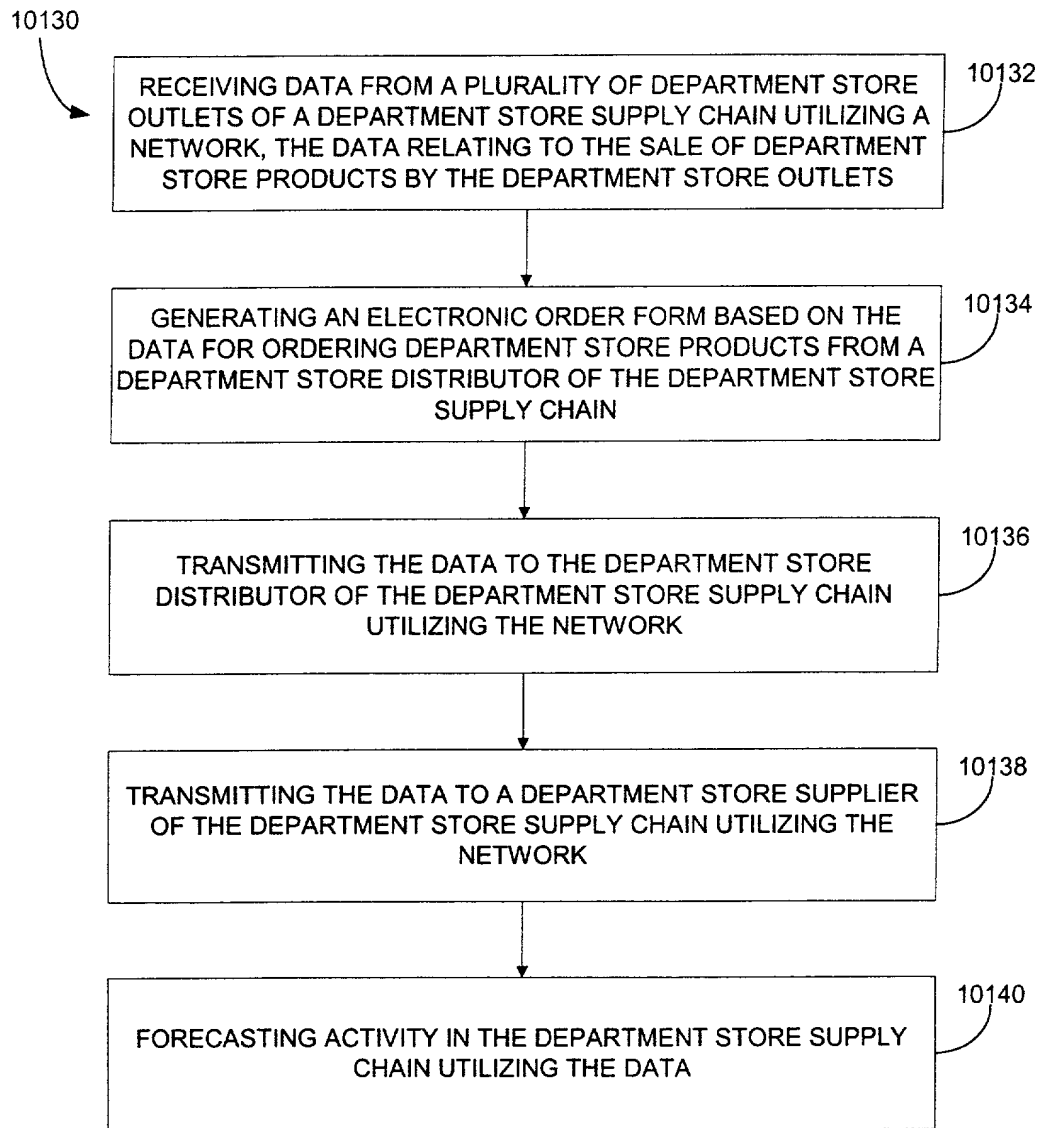 10130
10132
RECEIVING DATA FROM A PLURALITY OF DEPARTMENT STORE
OUTLETS OF A DEPARTMENT STORE SUPPLY CHAIN UTILIZING A
NETWORK, THE DATA RELATING TO THE SALE OF DEPARTMENT
STORE PRODUCTS BY THE DEPARTMENT STORE OUTLETS
10134
GENERATING AN ELECTRONIC ORDER FORM BASED ON THE
DATA FOR ORDERING DEPARTMENT STORE PRODUCTS FROM A
DEPARTMENT STORE DISTRIBUTOR OF THE DEPARTMENT STORE
SUPPLY CHAIN
10136
TRANSMITTING THE DATA TO THE DEPARTMENT STORE
DISTRIBUTOR OF THE DEPARTMENT STORE SUPPLY CHAIN
UTILIZING THE NETWORK
10138
TRANSMITTING THE DATA TO A DEPARTMENT STORE SUPPLIER
OF THE DEPARTMENT STORE SUPPLY CHAIN UTILIZING THE
NETWORK
10140
FORECASTING ACTIVITY IN THE DEPARTMENT STORE SUPPLY
CHAIN UTILIZING THE DATA